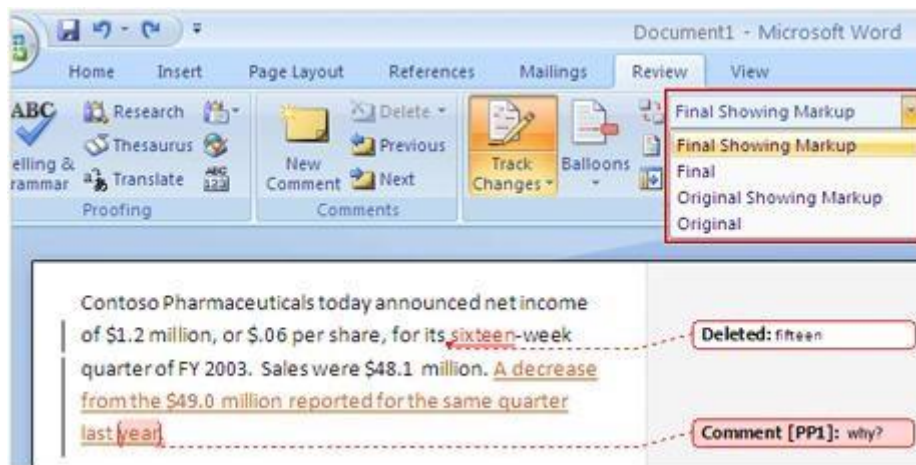 Document1 - Microsoft Word
Home Insert Page Layout References Mailings Review View
ABC Research Delete Final Showing Markup
Thesaurus Previous Final Showing Markup
elling & New Track Balloons Final
rammar Translate ABC 123 Comment Next Changes Original Showing Markup
Proofing Comments Original
Contoso Pharmaceuticals today announced net income
of $1.2 million, or $.06 per share, for its sixteen-week
Deleted: fifteen
quarter of FY 2003. Sales were $48.1 million. A decrease
from the $49.0 million reported for the same quarter
last year
Comment [PP1]: why?